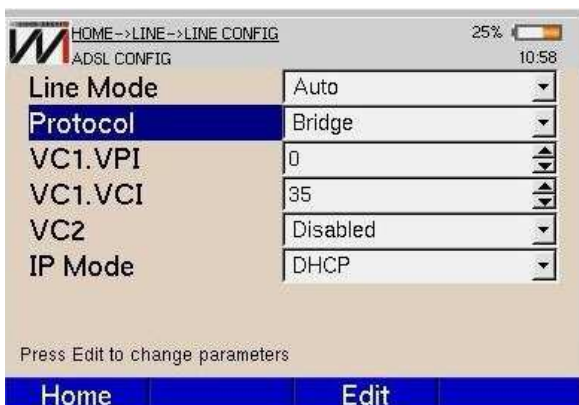 HOME->LINE->LINE CONFIG 25%
ADSL CONFIG 10:58
Line Mode Auto
Protocol Bridge
VC1.VPI 0
VC1.VCI 35
VC2 Disabled
IP Mode DHCP
Press Edit to change parameters
Home Edit